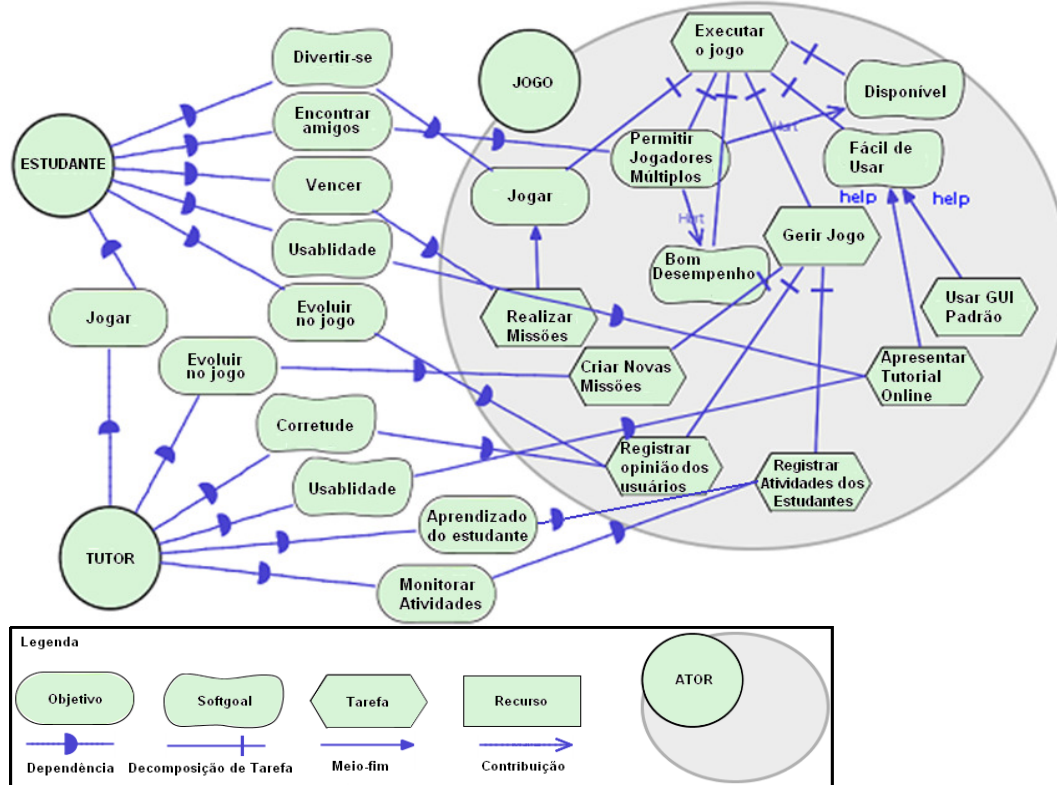 Executar
o jogo
Divertir-se
JOGO
Disponível
Encontrar
amigos
Permitir
Jogadores
Múltiplos
Hurt
Fácil de
Usar
ESTUDANTE
Vencer
Jogar
help
help
Hurt
Usablidade
Gerir Jogo
Bom
Desempenho
Evoluir
no jogo
Realizar
Missões
Usar GUI
Padrão
Jogar
Evoluir
no jogo
Criar Novas
Missões
Apresentar
Tutorial
Online
Corretude
Registrar
opinião dos
usuários
Registrar
Atividades dos
Estudantes
Usablidade
Aprendizado
do estudante
TUTOR
Monitorar
Atividades
Legenda
Objetivo
Softgoal
Tarefa
Recurso
ATOR
Dependência
Decomposição de Tarefa
Meio-fim
Contribuição